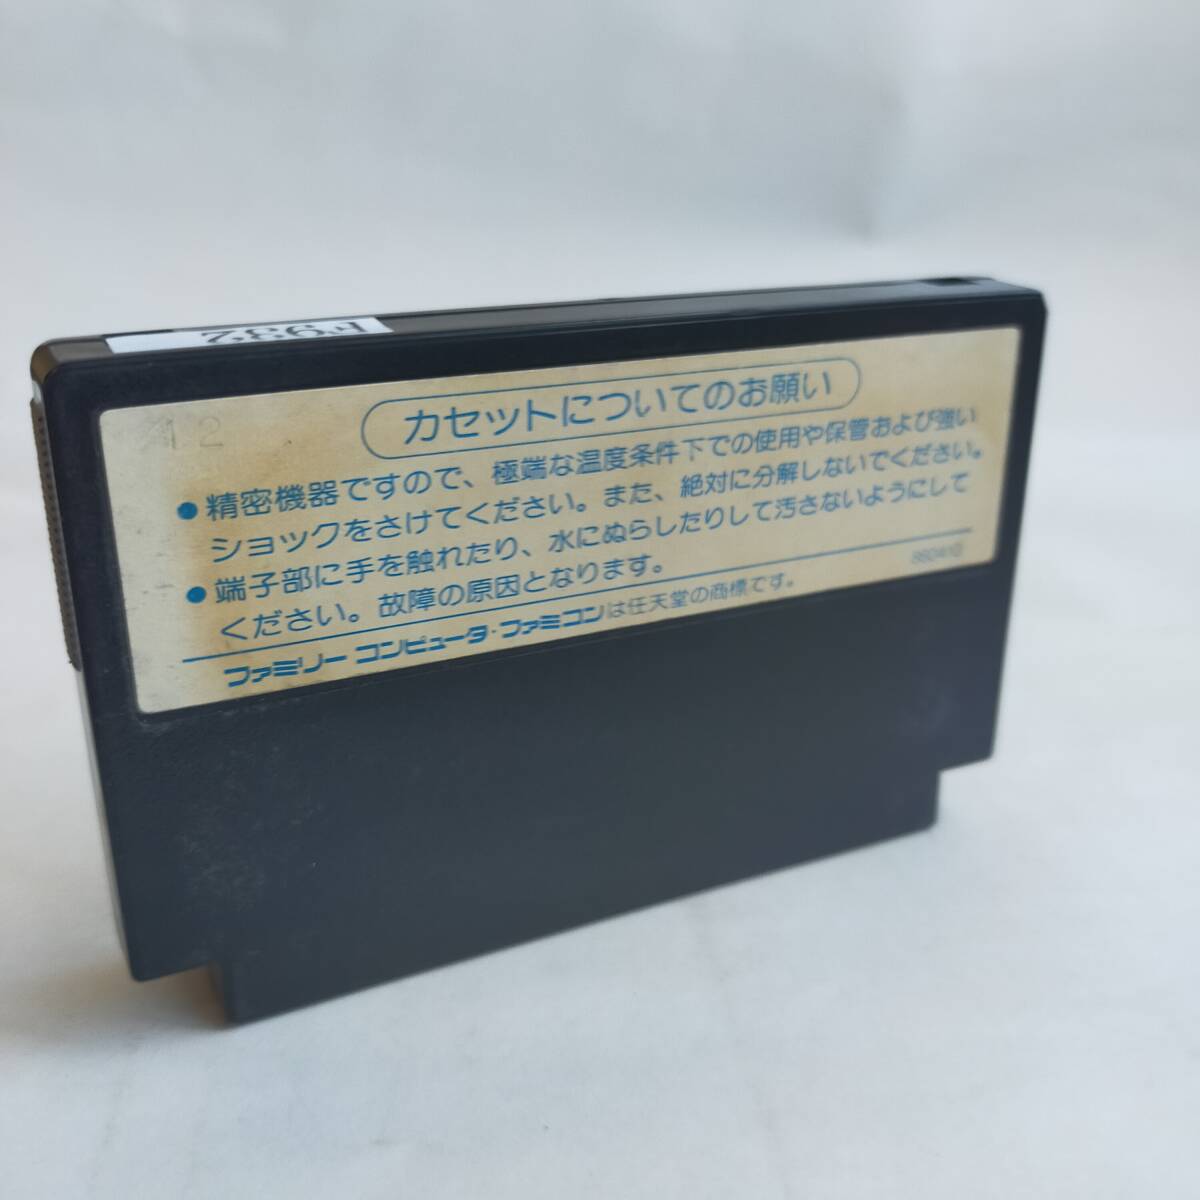 F932
12
カセットについてのお願い
●精密機器ですので、極端な温度条件下での使用や保管および強い
ショックをさけてください。また、絶対に分解しないでください。
●端子部に手を触れたり、水にぬらしたりして汚さないようにして
ください。故障の原因となります。
860410
ファミリー コンピュータ・ファミコンは任天堂の商標です。